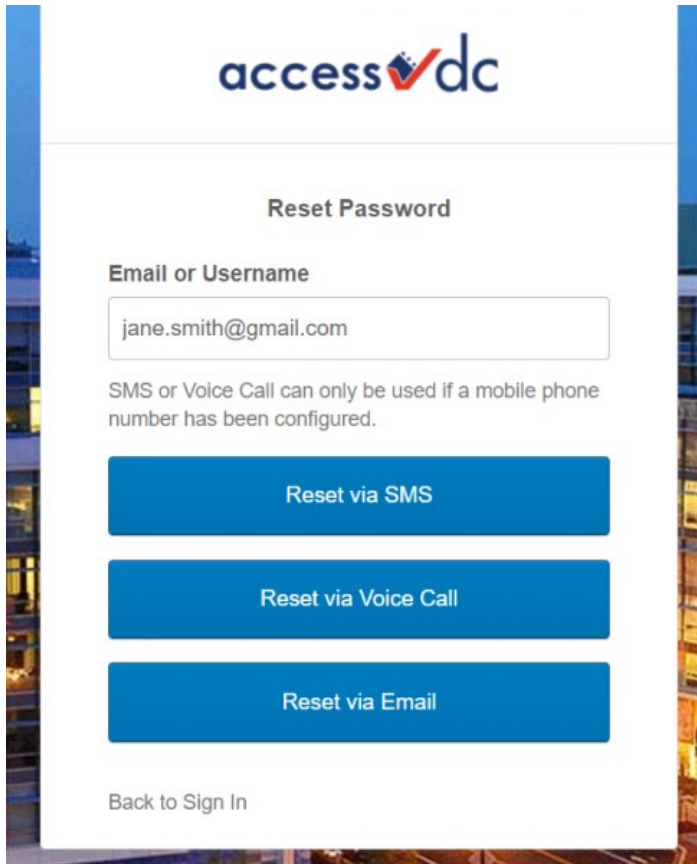 access dc
Reset Password
Email or Username
jane.smith@gmail.com
SMS or Voice Call can only be used if a mobile phone
number has been configured.
Reset via SMS
Reset via Voice Call
Reset via Email
Back to Sign In